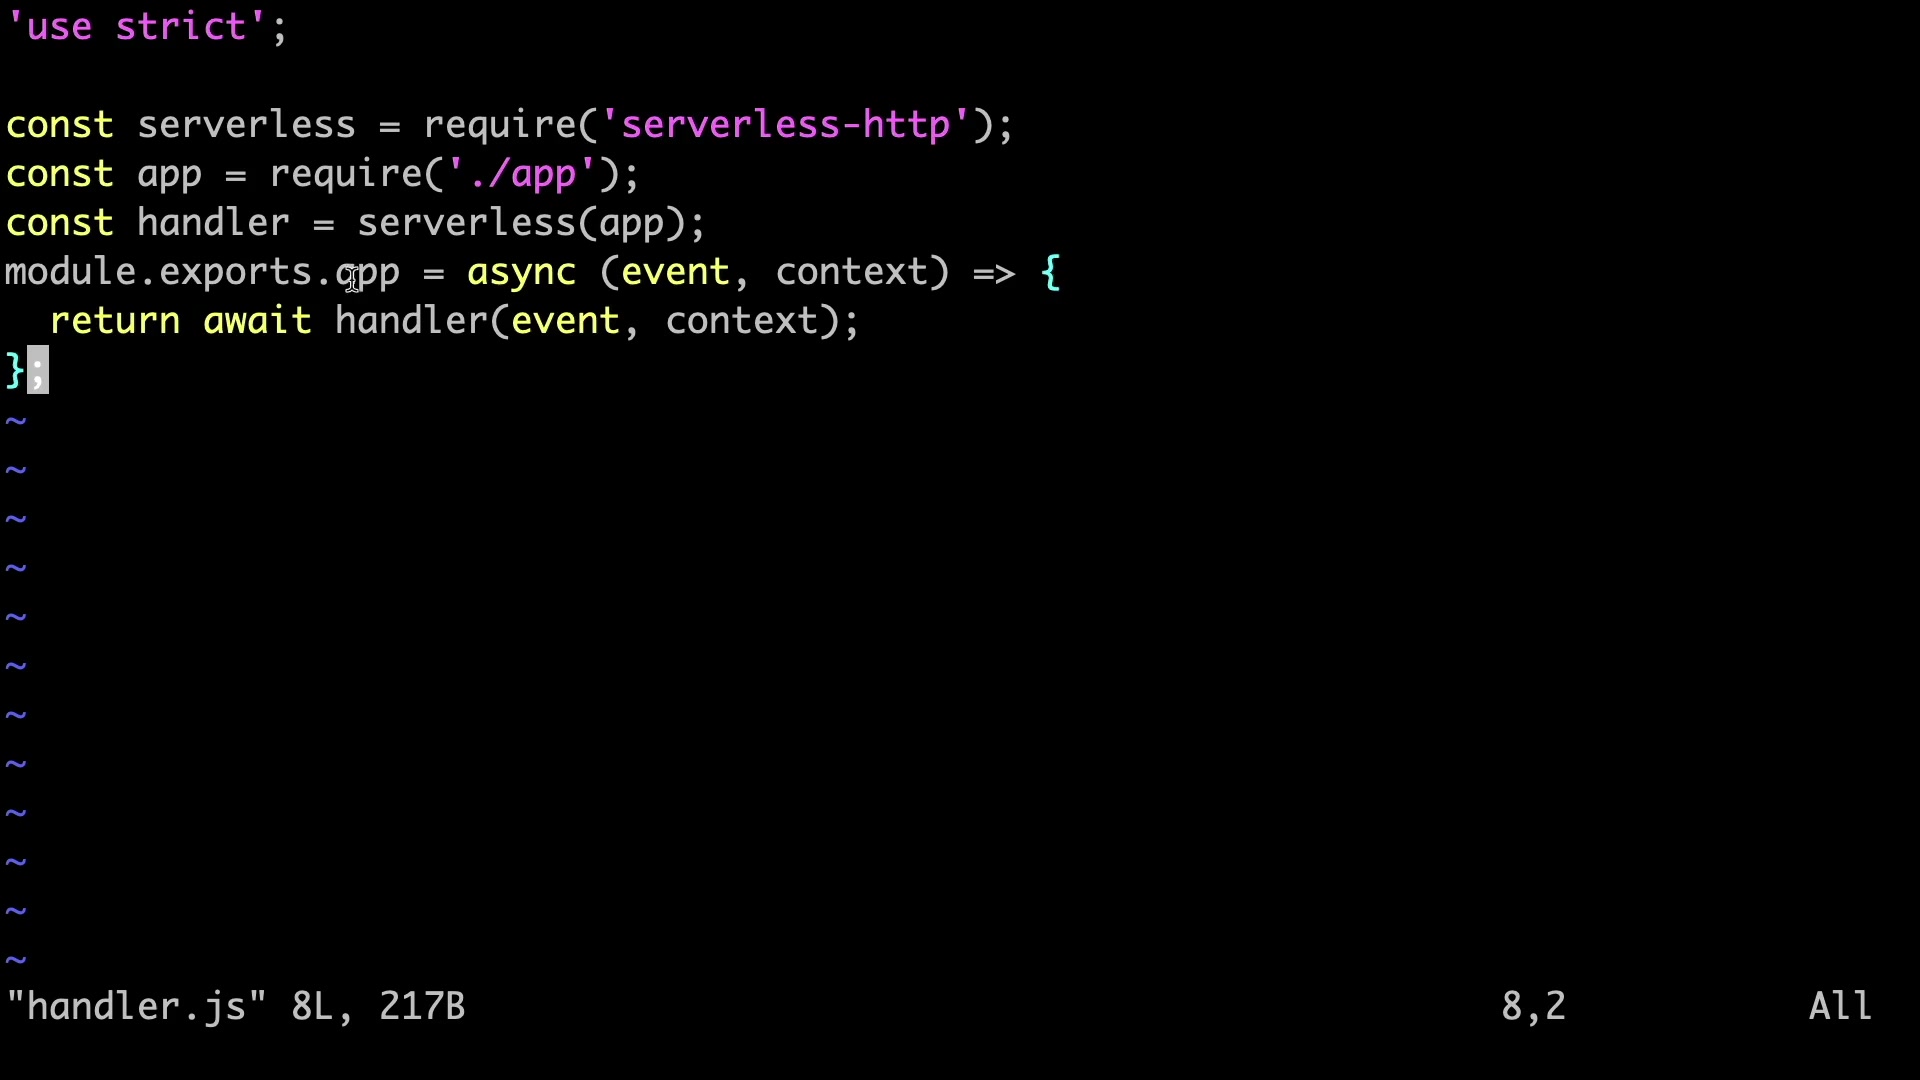 'use strict';

const serverless = require('serverless-http');
const app = require('./app');
const handler = serverless(app);
module.exports.app = async (event, context) => {
  return await handler(event, context);
};
~
~
~
~
~
~
~
~
~
~
~
~
"handler.js" 8L, 217B 8,2 All